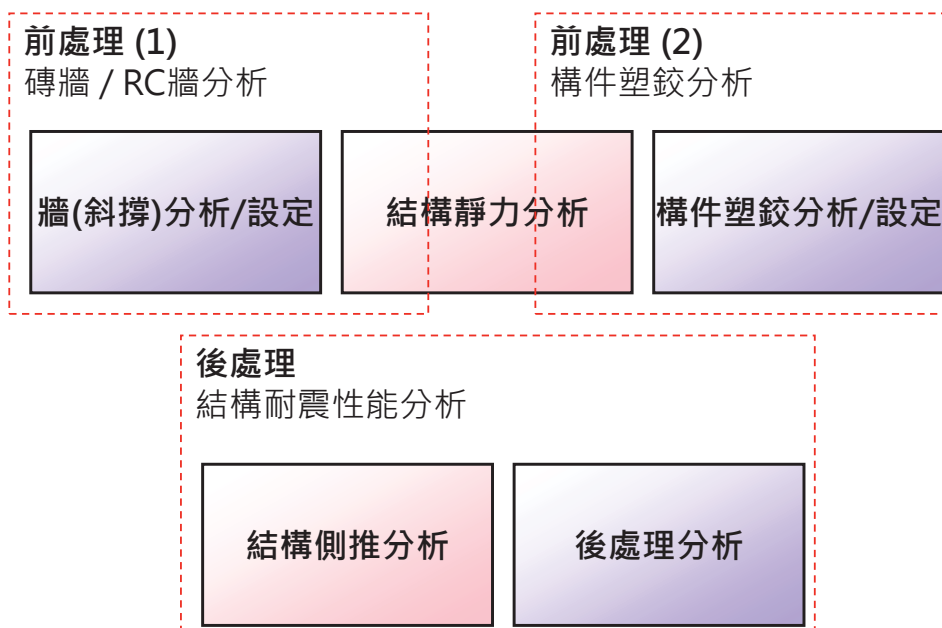 前處理 (1)
磚牆 / RC牆分析
前處理 (2)
構件塑鉸分析
牆(斜撐)分析/設定
結構靜力分析
構件塑鉸分析/設定
後處理
結構耐震性能分析
結構側推分析
後處理分析